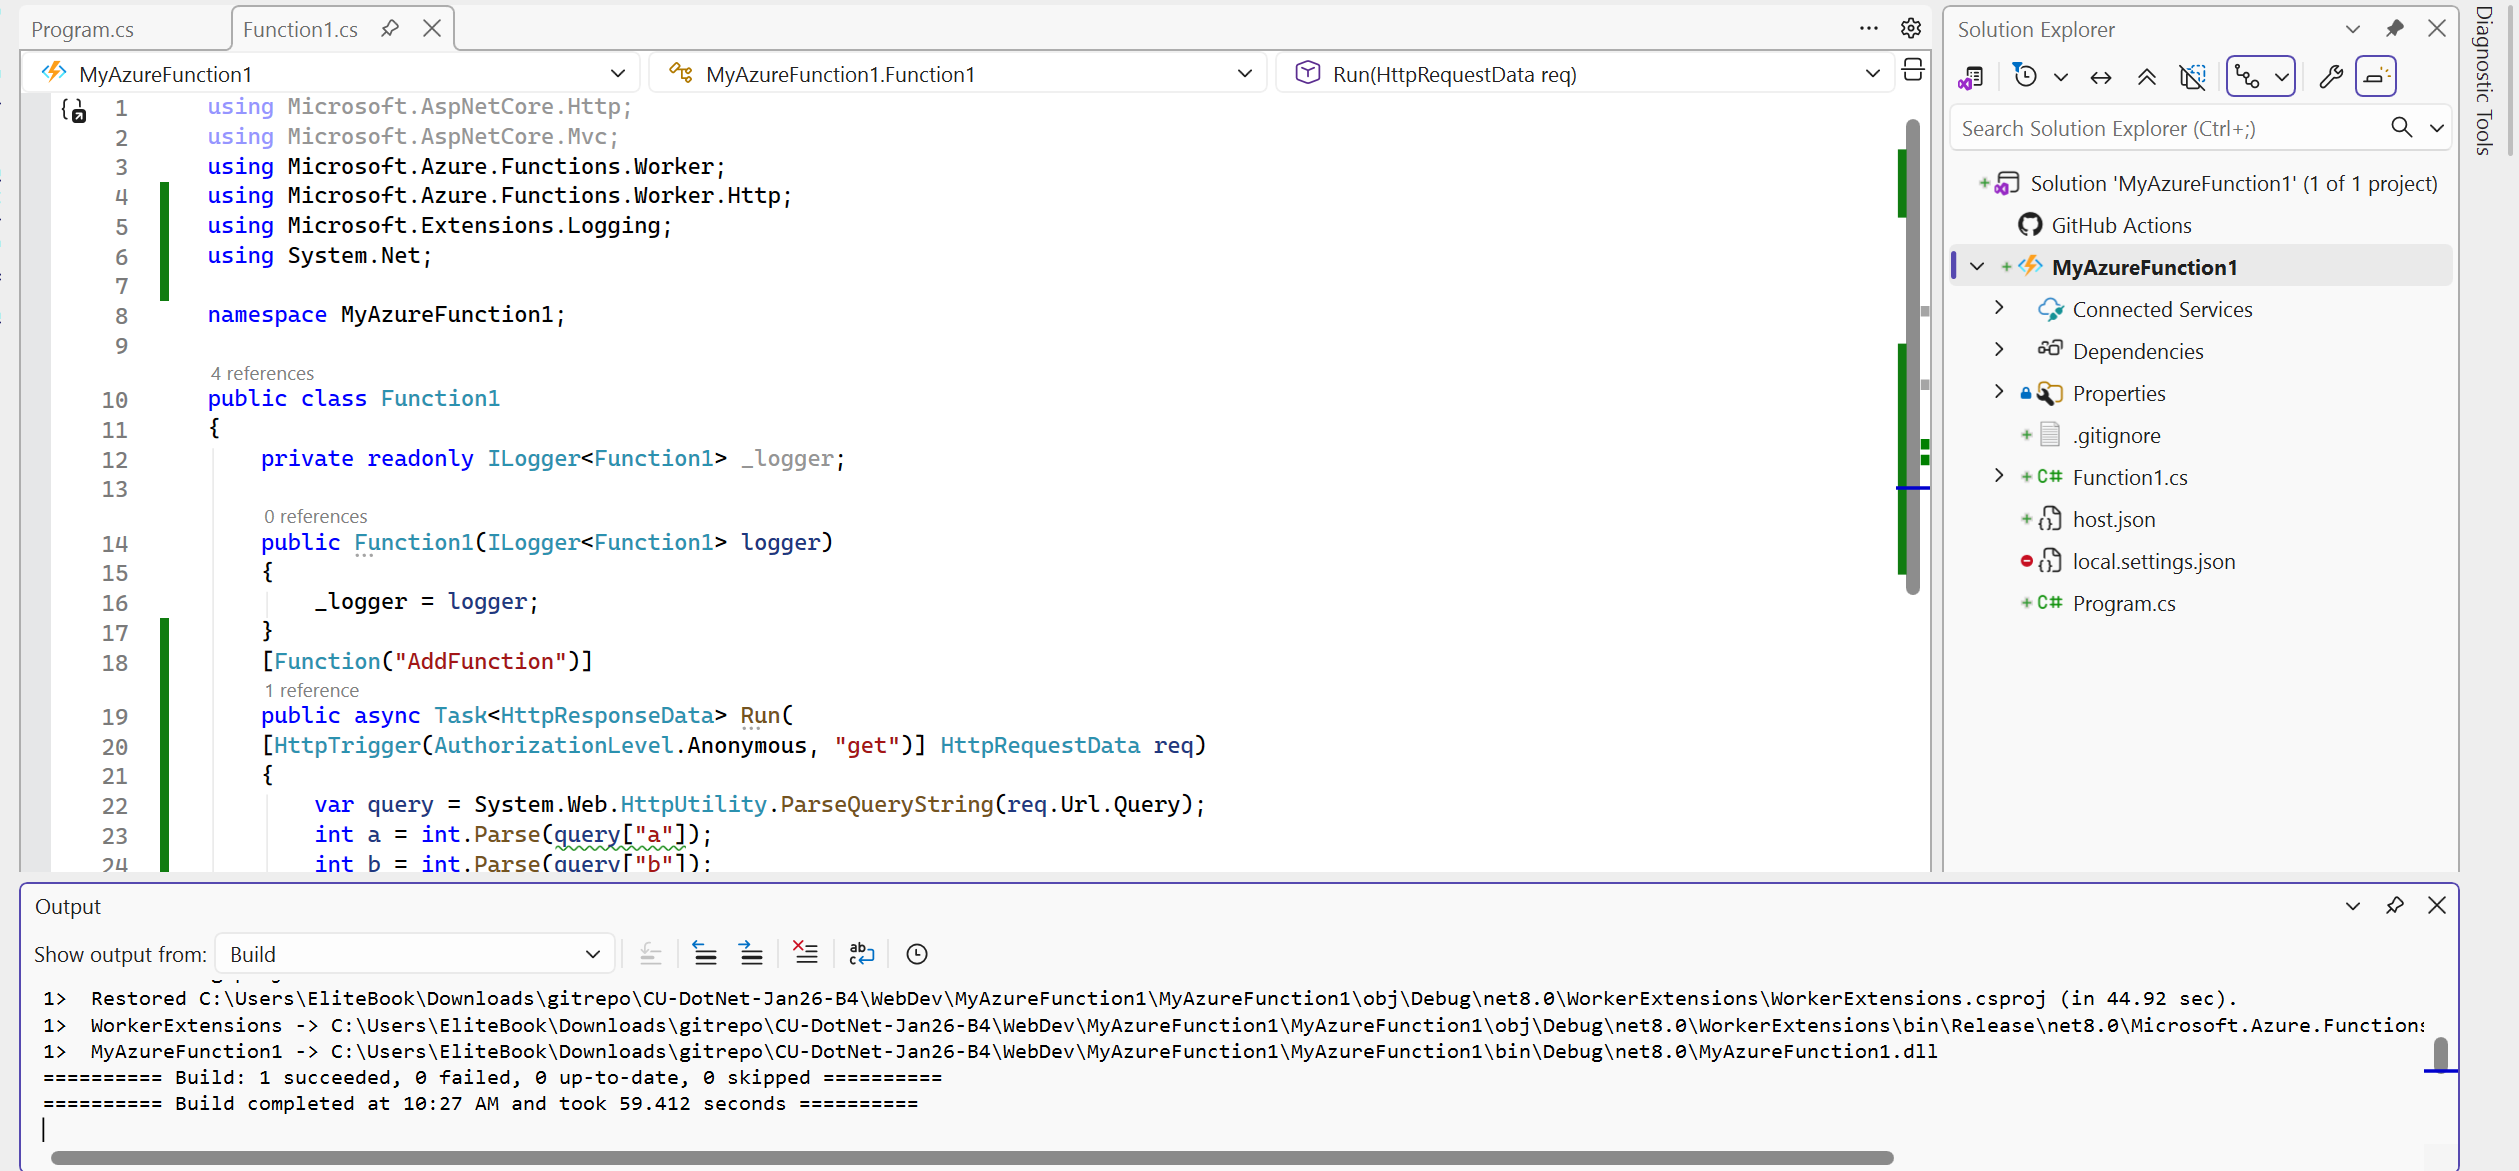 Program.cs
Function1.cs
MyAzureFunction1
MyAzureFunction1.Function1
Run(HttpRequestData req)
1 using Microsoft.AspNetCore.Http;
2 using Microsoft.AspNetCore.Mvc;
3 using Microsoft.Azure.Functions.Worker;
4 using Microsoft.Azure.Functions.Worker.Http;
5 using Microsoft.Extensions.Logging;
6 using System.Net;
7
8 namespace MyAzureFunction1;
9
4 references
10 public class Function1
11 {
12 private readonly ILogger<Function1> _logger;
13
0 references
14 public Function1(ILogger<Function1> logger)
15 {
16 _logger = logger;
17 }
18 [Function("AddFunction")]
1 reference
19 public async Task<HttpResponseData> Run(
20 [HttpTrigger(AuthorizationLevel.Anonymous, "get")] HttpRequestData req)
21 {
22 var query = System.Web.HttpUtility.ParseQueryString(req.Url.Query);
23 int a = int.Parse(query["a"]);
24 int b = int.Parse(query["b"]);
Solution Explorer
Search Solution Explorer (Ctrl+;)
Solution 'MyAzureFunction1' (1 of 1 project)
GitHub Actions
MyAzureFunction1
Connected Services
Dependencies
Properties
.gitignore
C# Function1.cs
host.json
local.settings.json
C# Program.cs
Diagnostic Tools
Output
Show output from: Build
1> Restored C:\Users\EliteBook\Downloads\gitrepo\CU-DotNet-Jan26-B4\WebDev\MyAzureFunction1\MyAzureFunction1\obj\Debug\net8.0\WorkerExtensions\WorkerExtensions.csproj (in 44.92 sec).
1> WorkerExtensions -> C:\Users\EliteBook\Downloads\gitrepo\CU-DotNet-Jan26-B4\WebDev\MyAzureFunction1\MyAzureFunction1\obj\Debug\net8.0\WorkerExtensions\bin\Release\net8.0\Microsoft.Azure.Functions
1> MyAzureFunction1 -> C:\Users\EliteBook\Downloads\gitrepo\CU-DotNet-Jan26-B4\WebDev\MyAzureFunction1\MyAzureFunction1\bin\Debug\net8.0\MyAzureFunction1.dll
========== Build: 1 succeeded, 0 failed, 0 up-to-date, 0 skipped ==========
========== Build completed at 10:27 AM and took 59.412 seconds ==========